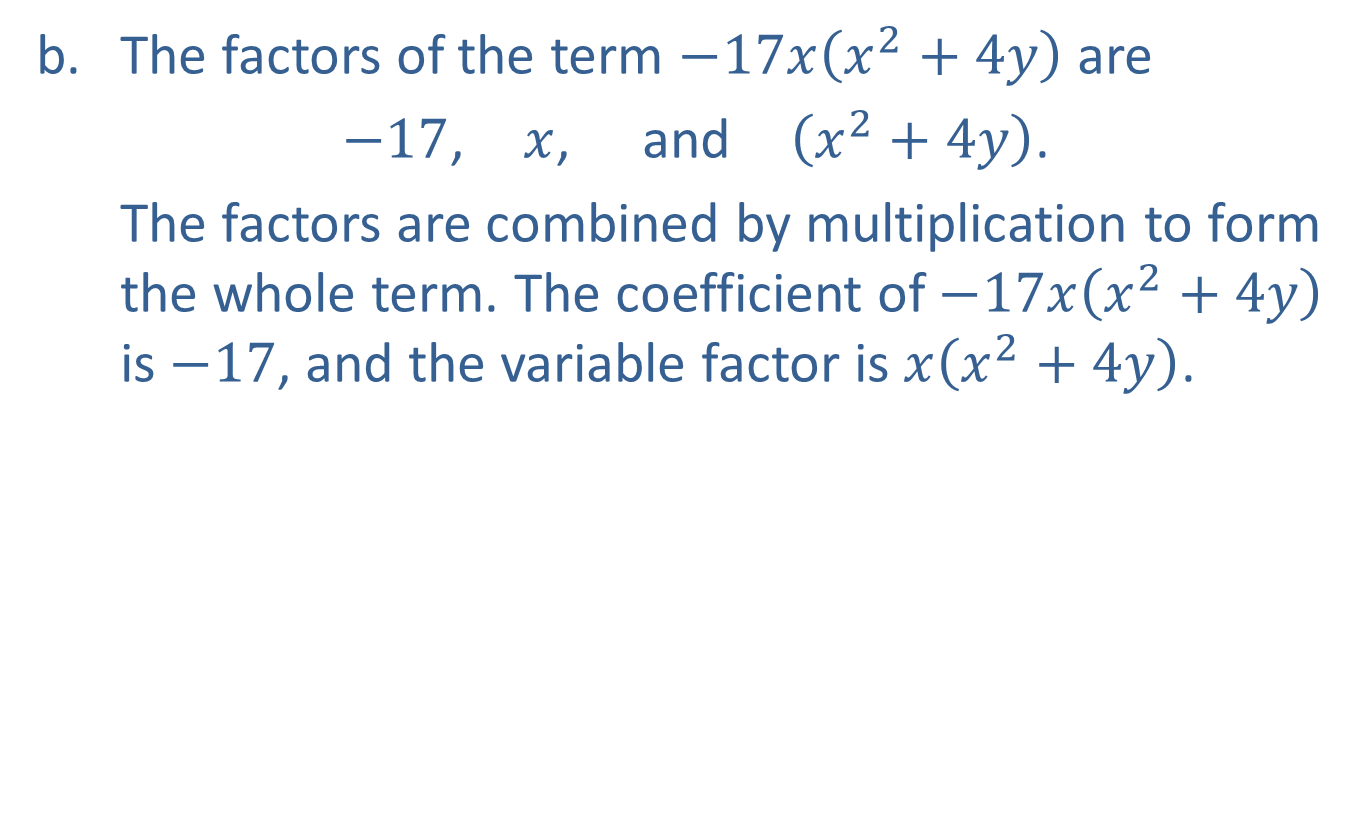 b. The factors of the term −17x(x² + 4y) are
−17, x, and (x² + 4y).
The factors are combined by multiplication to form
the whole term. The coefficient of −17x(x² + 4y)
is −17, and the variable factor is x(x² + 4y).